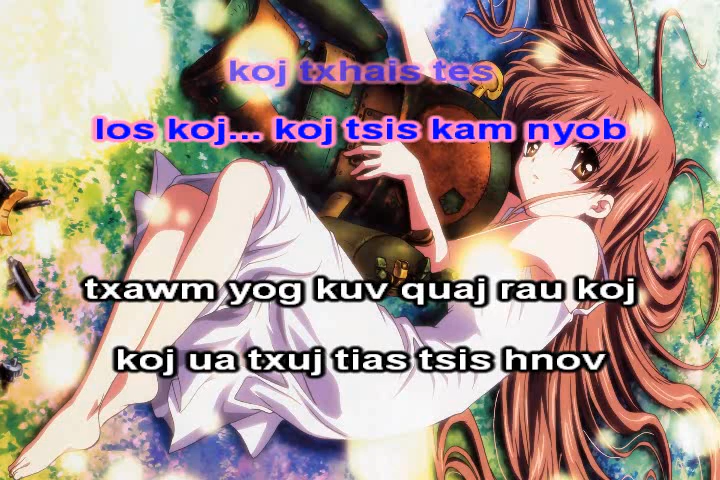 koj txhais tes
los koj... koj tsis kam nyob
txawm yog kuv quaj rau koj
koj ua txuj tias tsis hnov